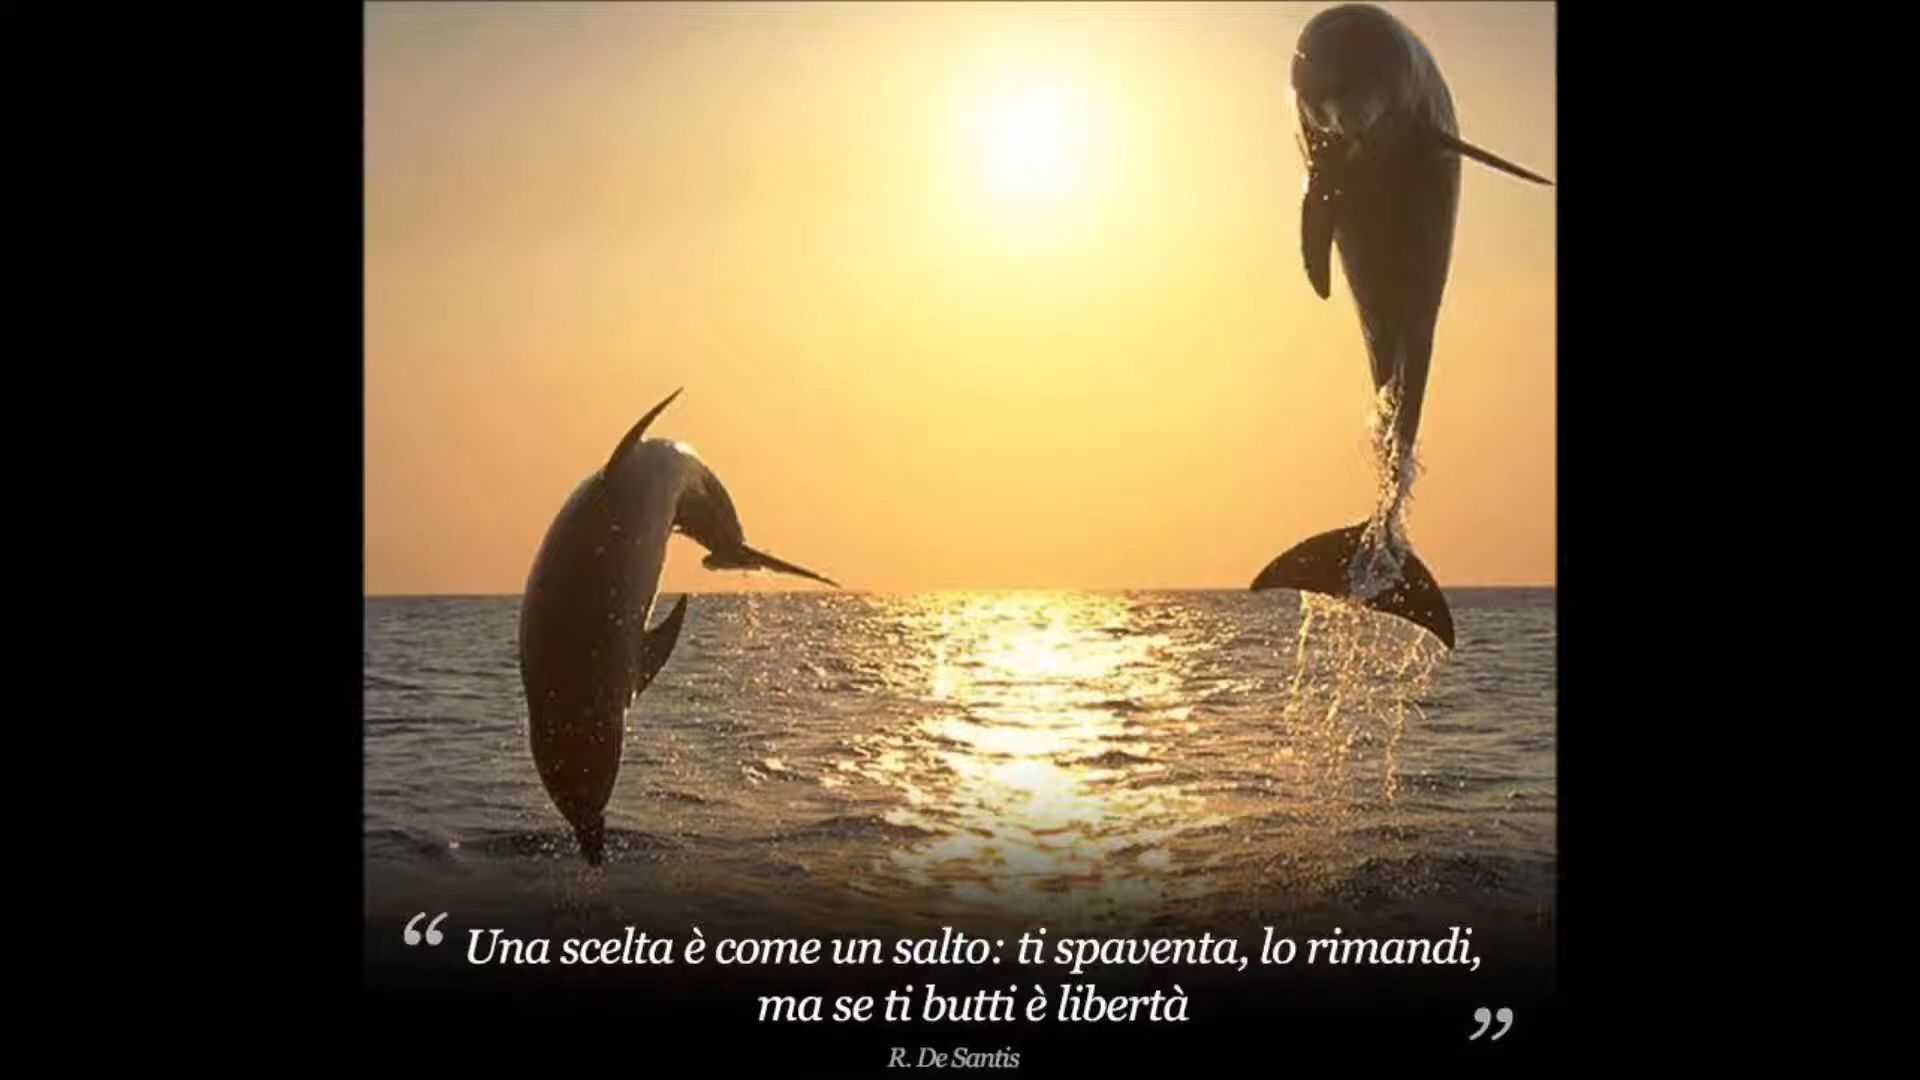 “ Una scelta è come un salto: ti spaventa, lo rimandi,
ma se ti butti è libertà ”
R. De Santis